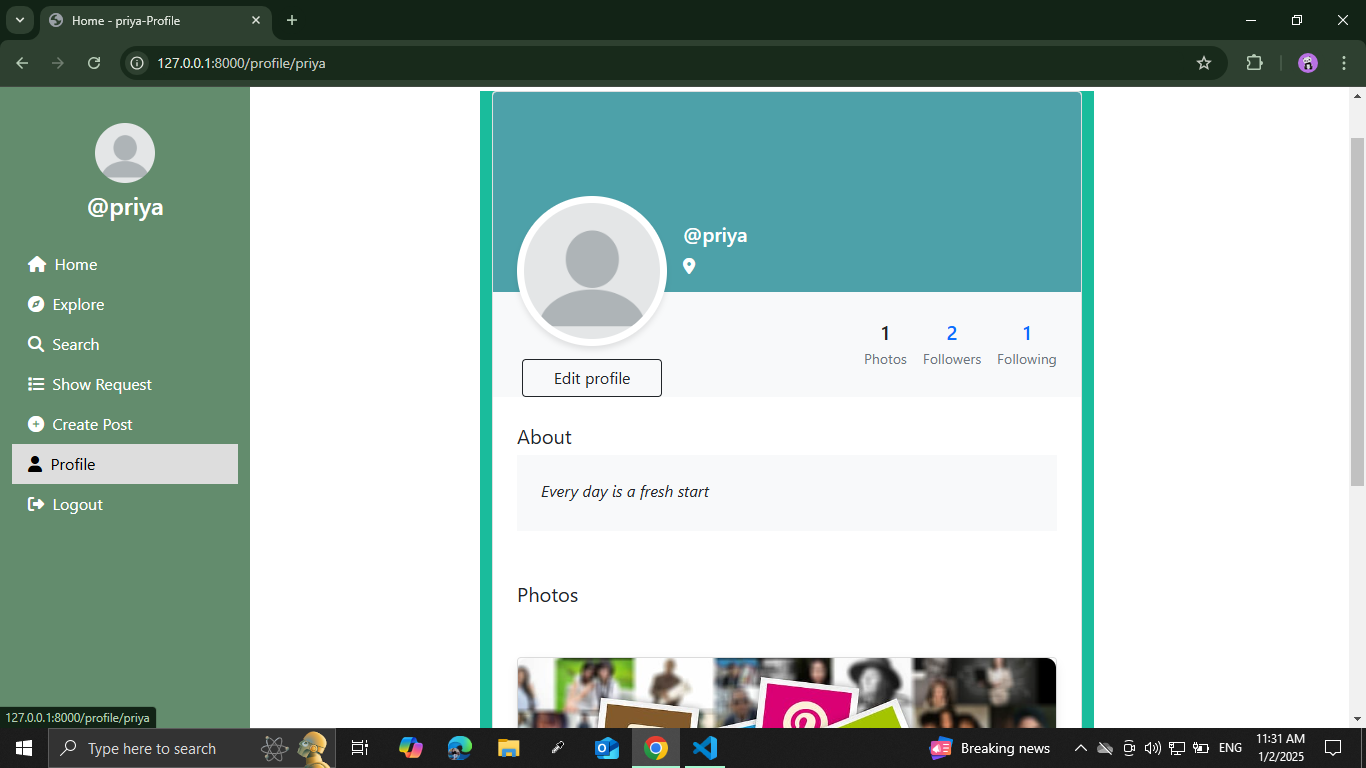 Home - priya-Profile
127.0.0.1:8000/profile/priya
@priya
Home
Explore
Search
Show Request
Create Post
Profile
Logout
@priya
1
2
1
Photos
Followers
Following
Edit profile
About
Every day is a fresh start
Photos
127.0.0.1:8000/profile/priya
Type here to search
Breaking news
ENG
11:31 AM
1/2/2025